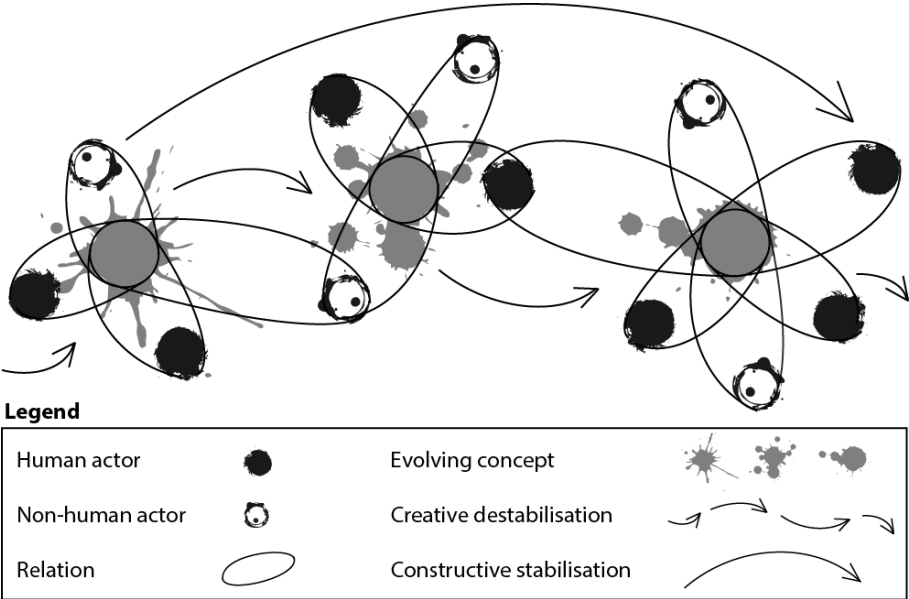 Legend
Human actor
Evolving concept
Non-human actor
Creative destabilisation
Relation
Constructive stabilisation